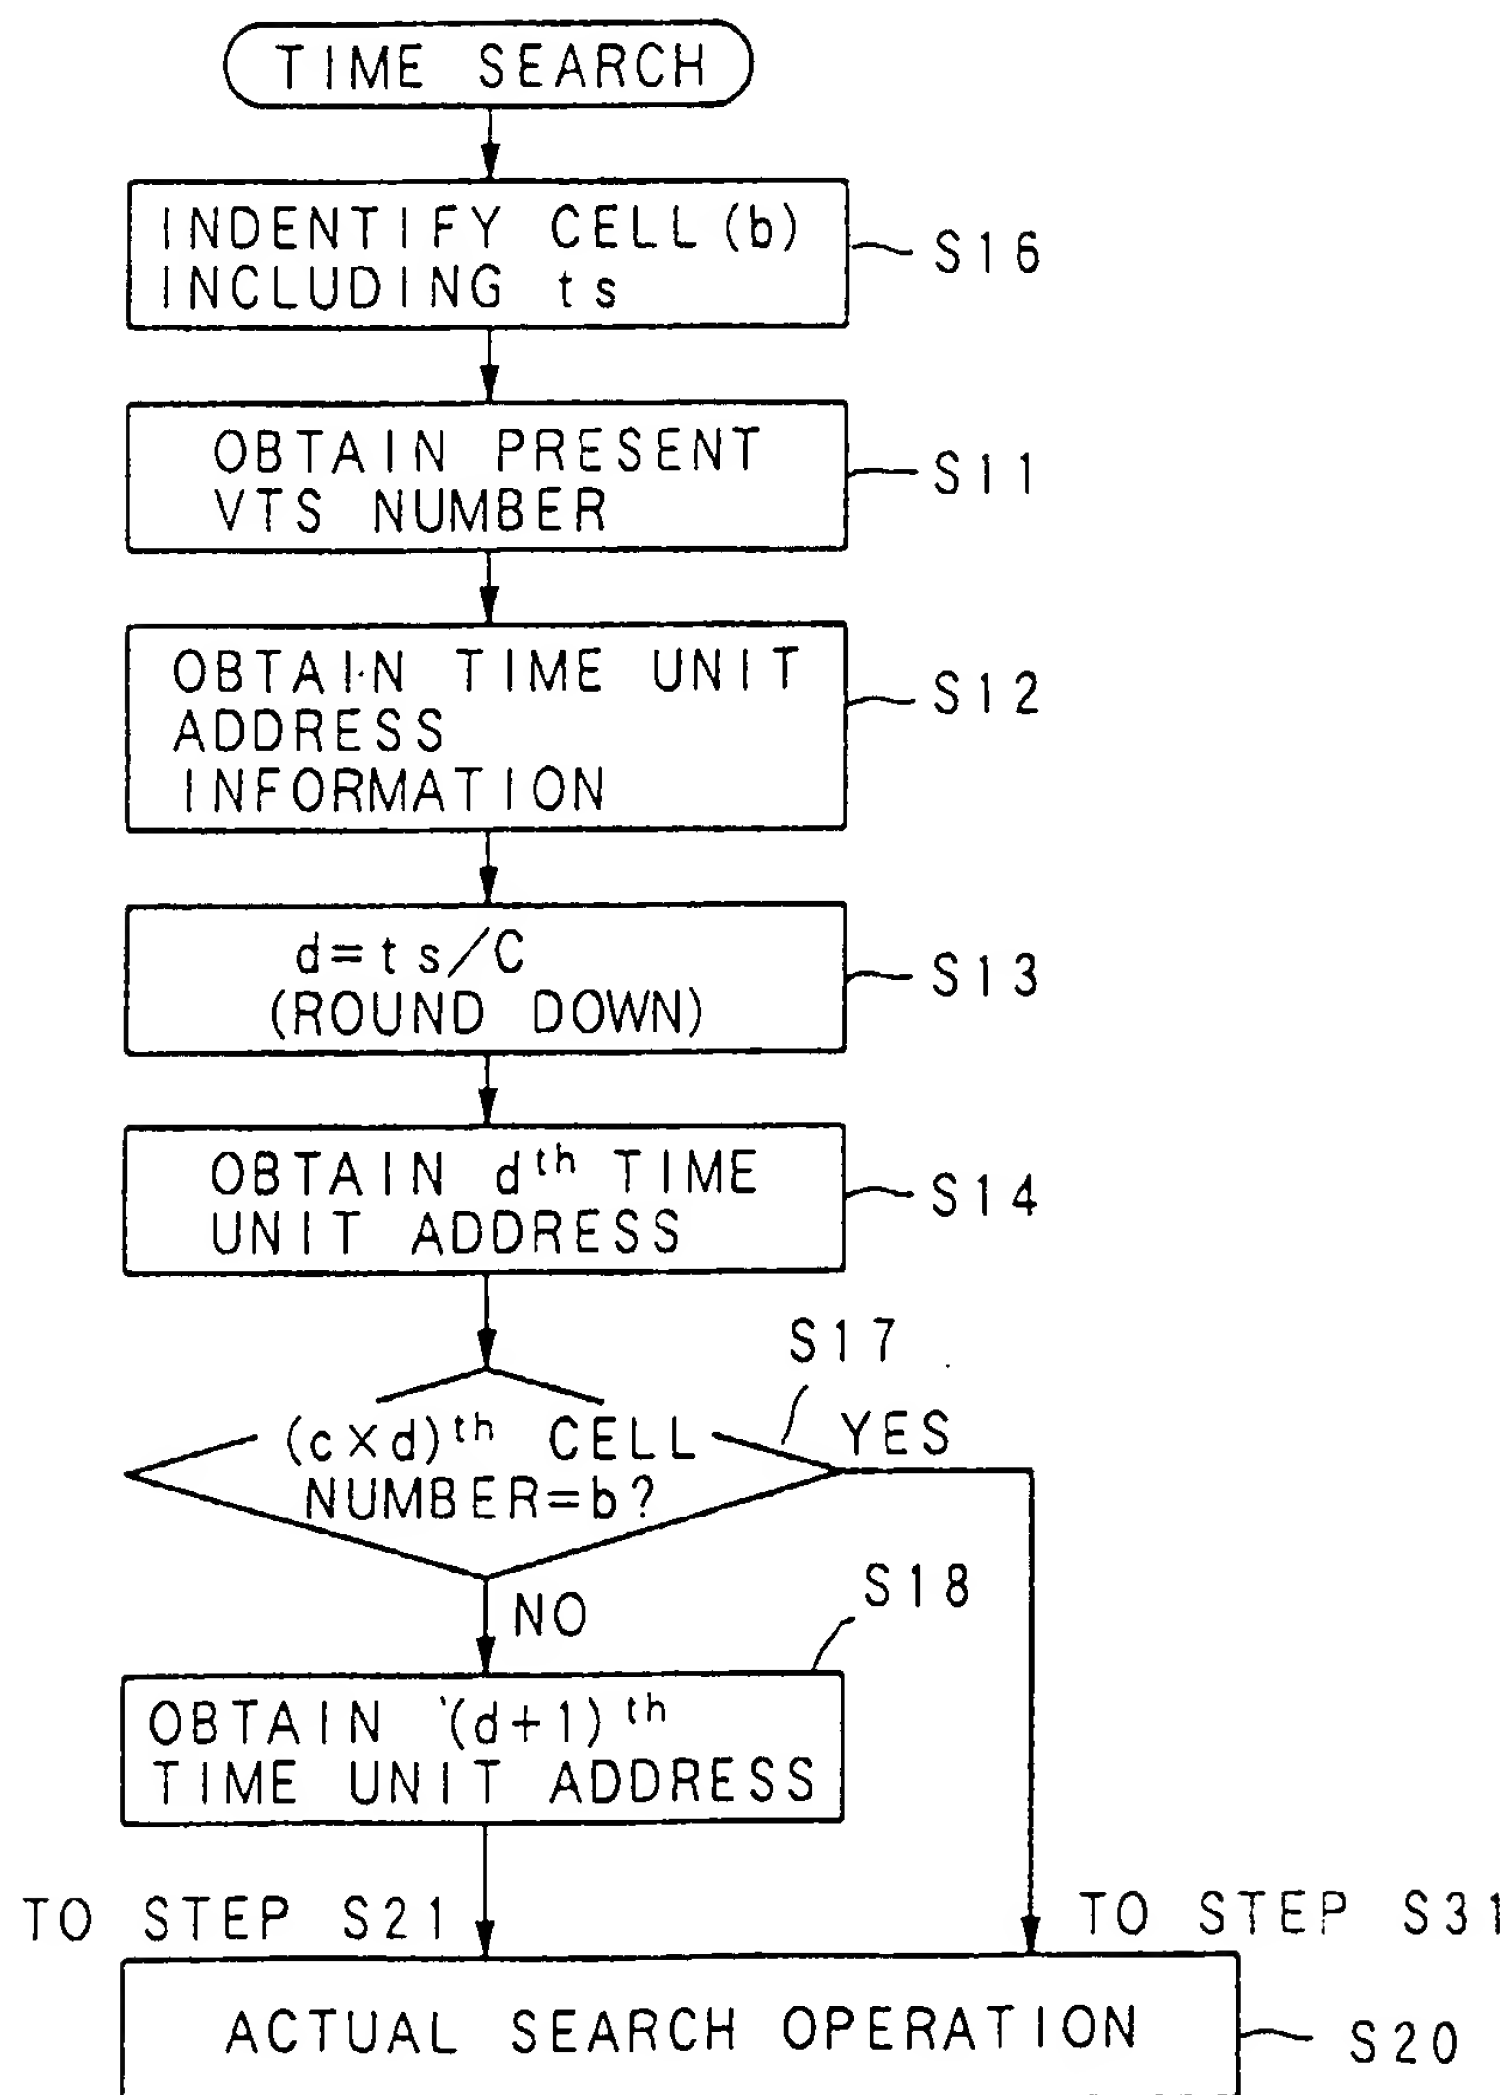 TIME SEARCH
INDENTIFY CELL (b)
INCLUDING ts
S16
OBTAIN PRESENT
VTS NUMBER
S11
OBTAIN TIME UNIT
ADDRESS
INFORMATION
S12
d=ts/C
(ROUND DOWN)
S13
OBTAIN dth TIME
UNIT ADDRESS
S14
S17
(c×d)th CELL
NUMBER=b?
YES
NO
S18
OBTAIN (d+1)th
TIME UNIT ADDRESS
TO STEP S21
TO STEP S31
ACTUAL SEARCH OPERATION
S20